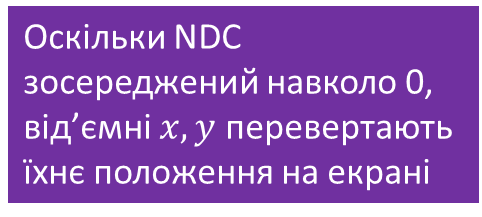 Оскільки NDC
зосереджений навколо 0,
від’ємні x, y перевертають
їхнє положення на екрані